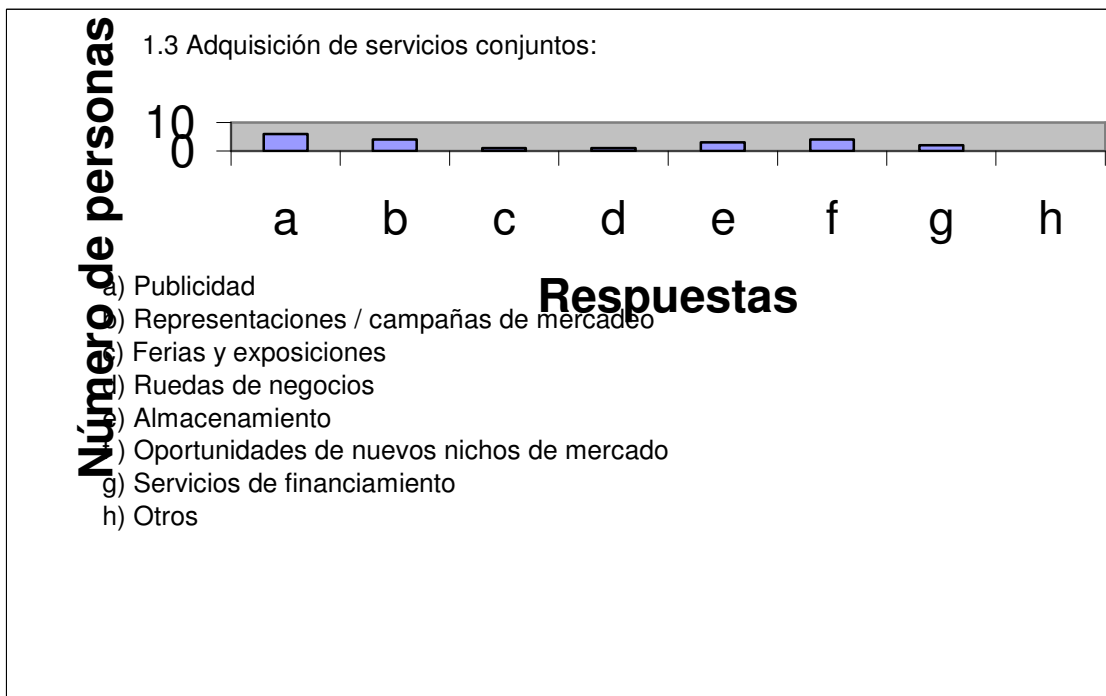 1.3 Adquisición de servicios conjuntos:
Número de personas
10
0
a b c d e f g h
Respuestas
a) Publicidad
b) Representaciones / campañas de mercadeo
c) Ferias y exposiciones
d) Ruedas de negocios
e) Almacenamiento
f ) Oportunidades de nuevos nichos de mercado
g) Servicios de financiamiento
h) Otros